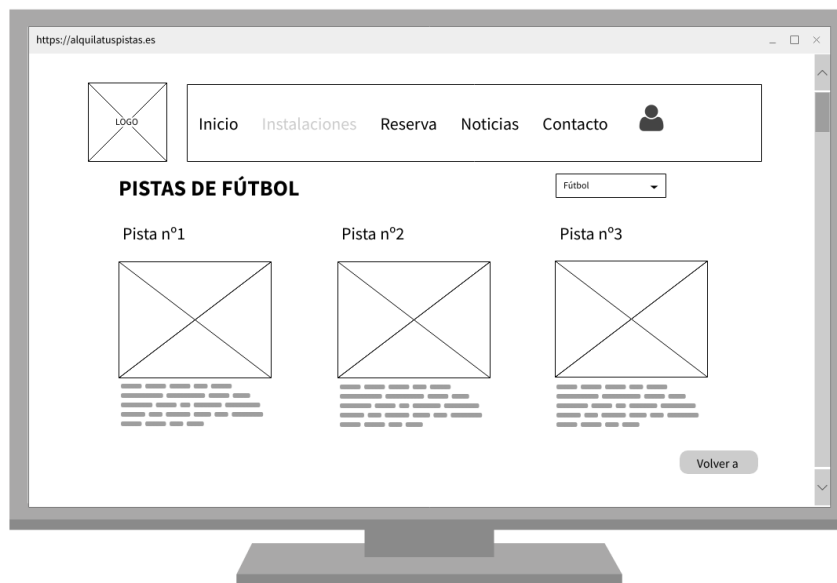 https://alquilatuspistas.es
LOGO
Inicio Instalaciones Reserva Noticias Contacto
PISTAS DE FÚTBOL
Fútbol
Pista nº1 Pista nº2 Pista nº3
Volver a